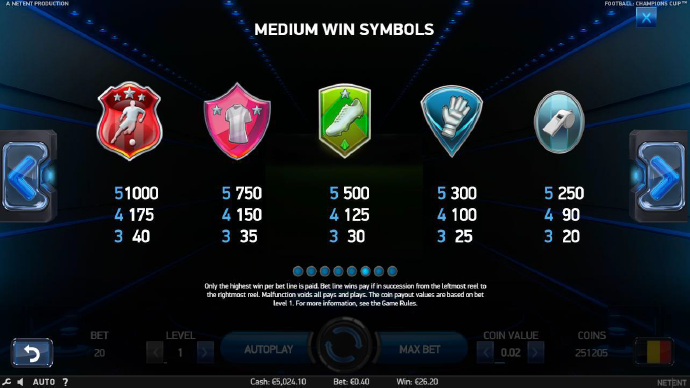 A NETENT PRODUCTION
FOOTBALL: CHAMPIONS CUP™
MEDIUM WIN SYMBOLS
5 1000 5 750 5 500 5 300 5 250
4 175 4 150 4 125 4 100 4 90
3 40 3 35 3 30 3 25 3 20
Only the highest win per bet line is paid. Bet line wins pay if in succession from the leftmost reel to
the rightmost reel. Malfunction voids all pays and plays. The coin payout values are based on bet
level 1. For more information, see the Game Rules.
BET LEVEL COIN VALUE COINS
20 1 AUTOPLAY MAX BET 0.02 251205
AUTO ? Cash: €5,024.10 Bet: €0.40 Win: €26.20 NETENT